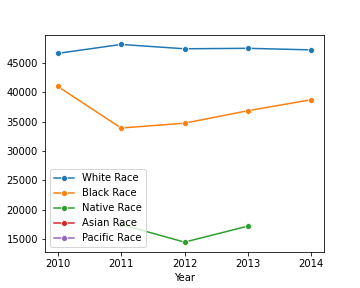 45000
40000
35000
30000
25000
20000
15000
White Race
Black Race
Native Race
Asian Race
Pacific Race
2010 2011 2012 2013 2014
Year